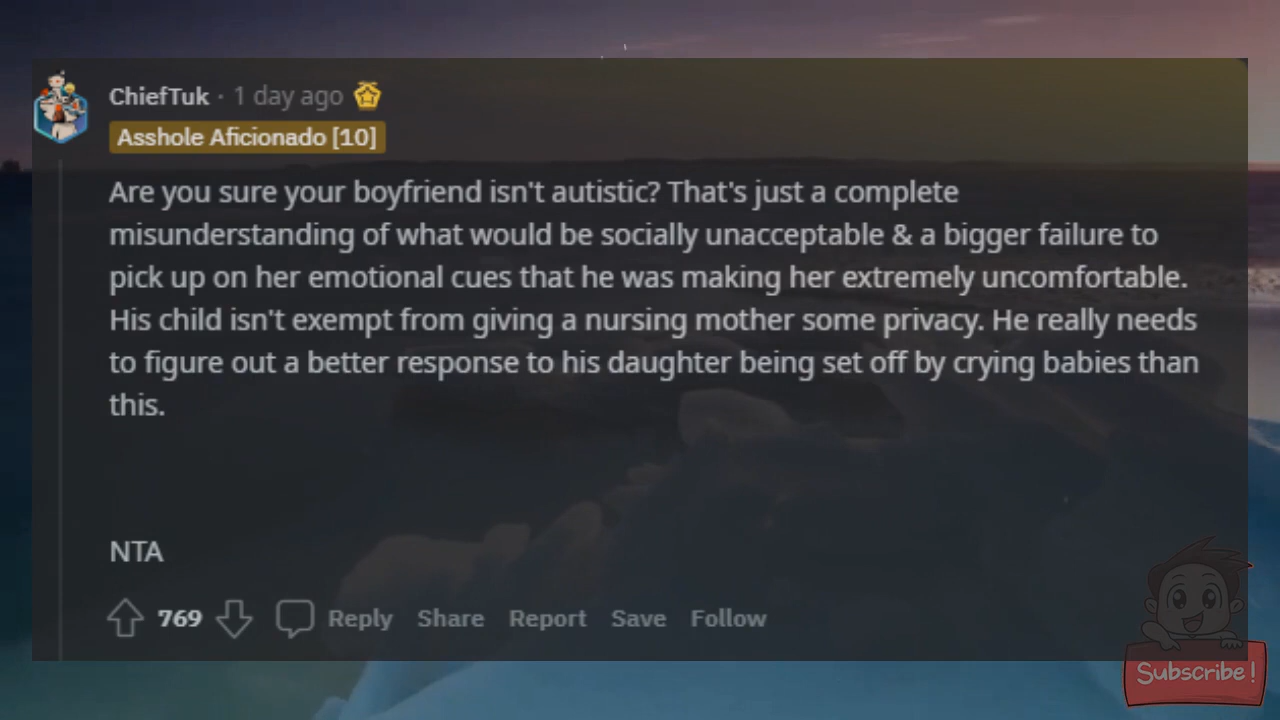 ChiefTuk · 1 day ago
Asshole Aficionado [10]
Are you sure your boyfriend isn't autistic? That's just a complete
misunderstanding of what would be socially unacceptable & a bigger failure to
pick up on her emotional cues that he was making her extremely uncomfortable.
His child isn't exempt from giving a nursing mother some privacy. He really needs
to figure out a better response to his daughter being set off by crying babies than
this.
NTA
769 Reply Share Report Save Follow
Subscribe!